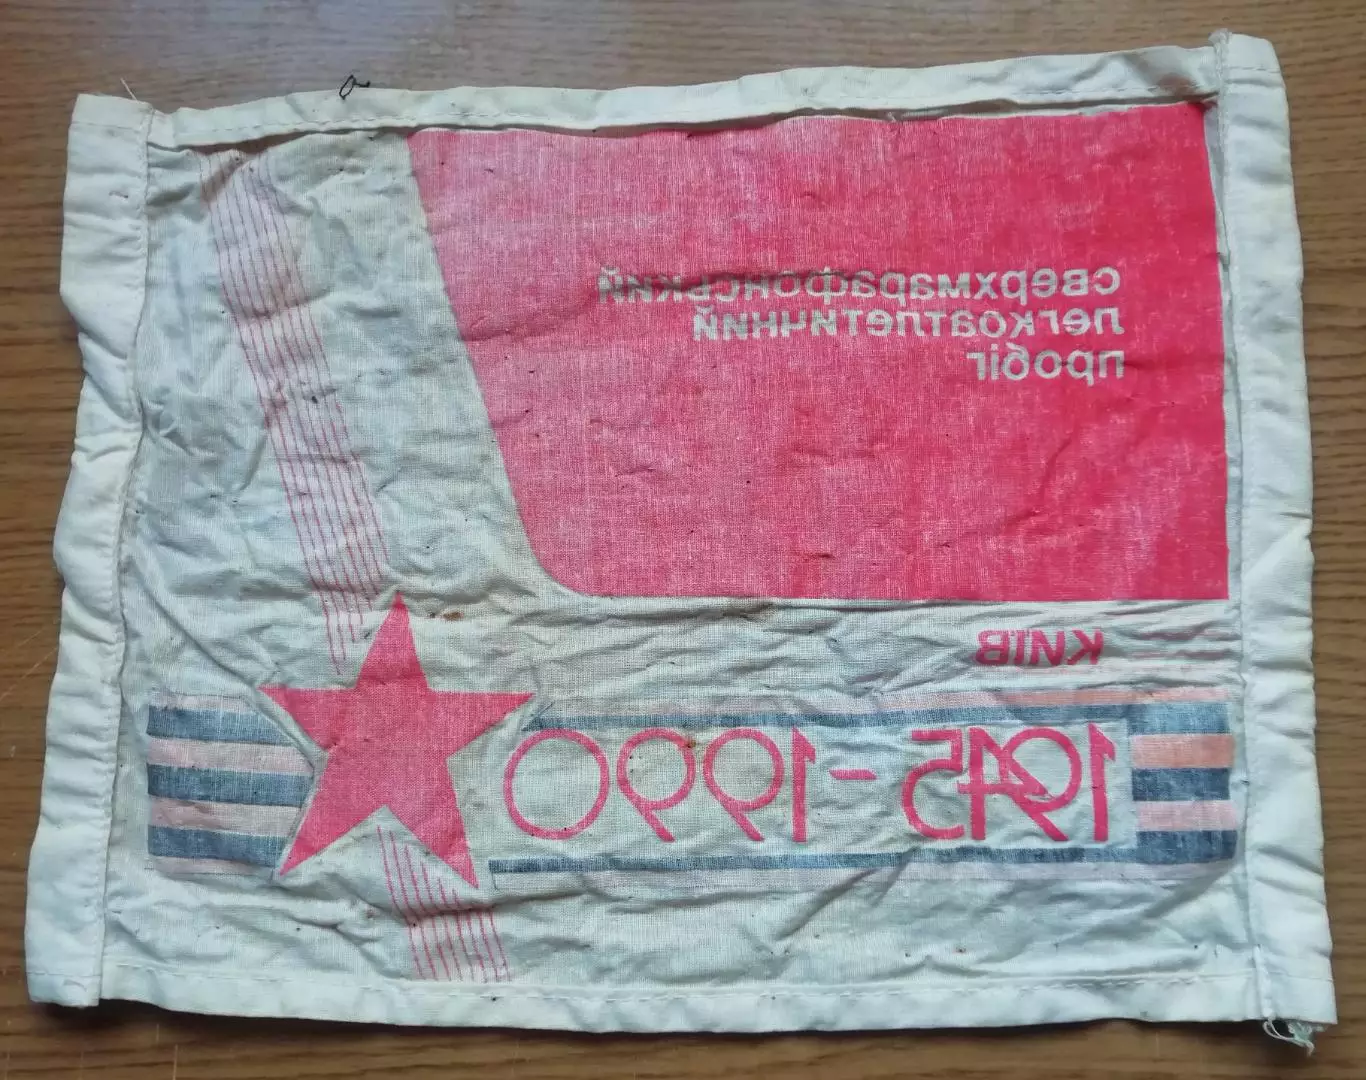 сверхмарафонський
легкоатлетичний
пробіг
КИЇВ
1945-1990